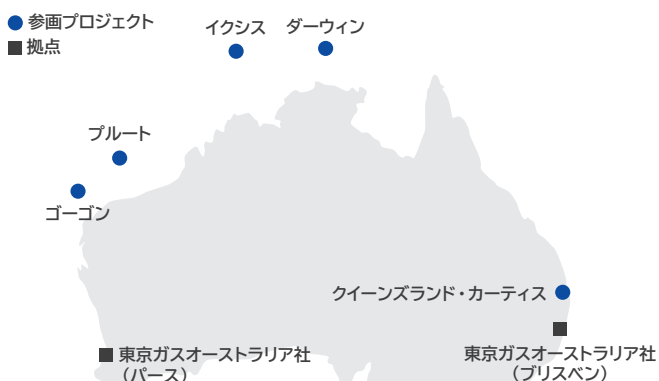 参画プロジェクト
拠点
イクシス
ダーウィン
プルート
ゴーゴン
クイーンズランド・カーティス
東京ガスオーストラリア社
（パース）
東京ガスオーストラリア社
（ブリスベン）